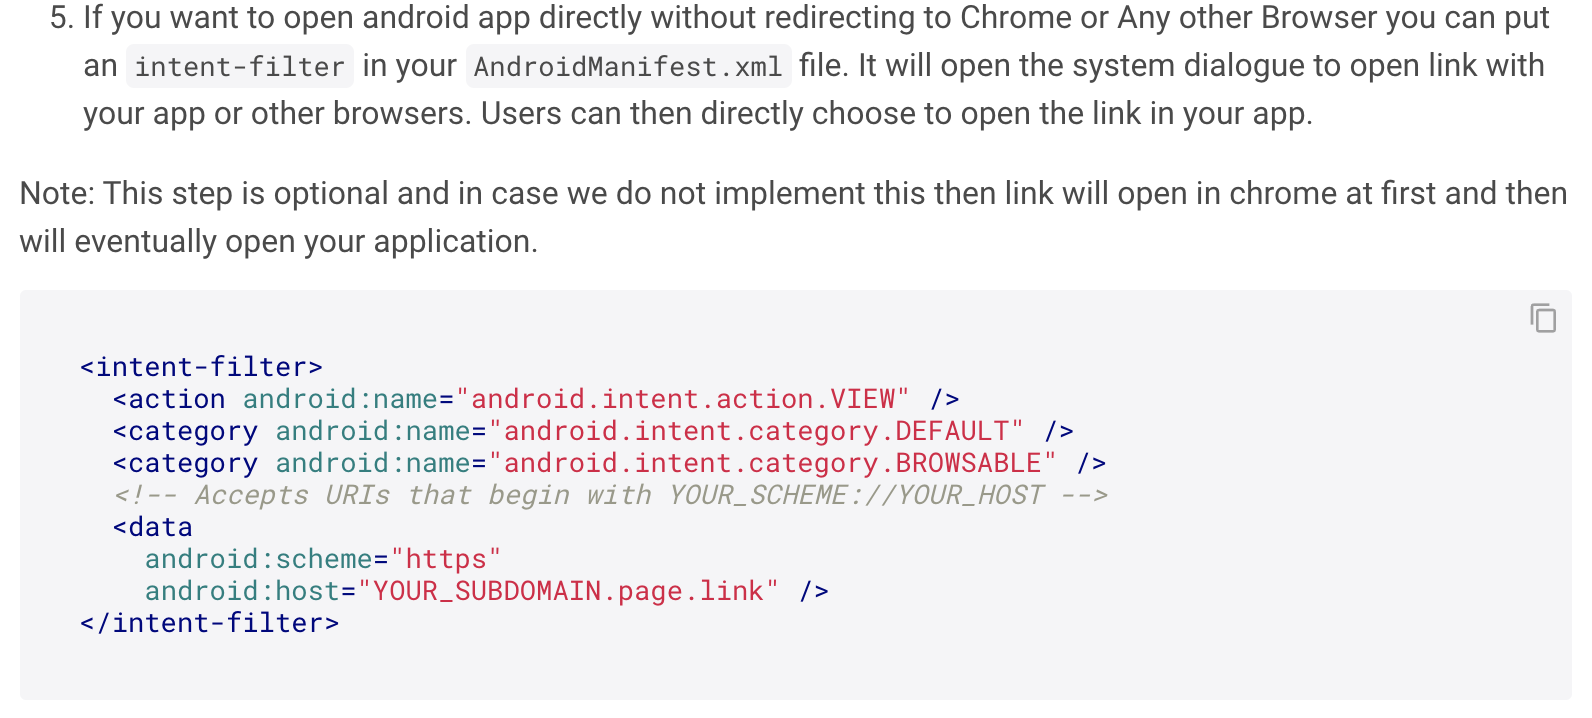 5. If you want to open android app directly without redirecting to Chrome or Any other Browser you can put
an intent-filter in your AndroidManifest.xml file. It will open the system dialogue to open link with
your app or other browsers. Users can then directly choose to open the link in your app.
Note: This step is optional and in case we do not implement this then link will open in chrome at first and then
will eventually open your application.
<intent-filter>
  <action android:name="android.intent.action.VIEW" />
  <category android:name="android.intent.category.DEFAULT" />
  <category android:name="android.intent.category.BROWSABLE" />
  <!-- Accepts URIs that begin with YOUR_SCHEME://YOUR_HOST -->
  <data
    android:scheme="https"
    android:host="YOUR_SUBDOMAIN.page.link" />
</intent-filter>